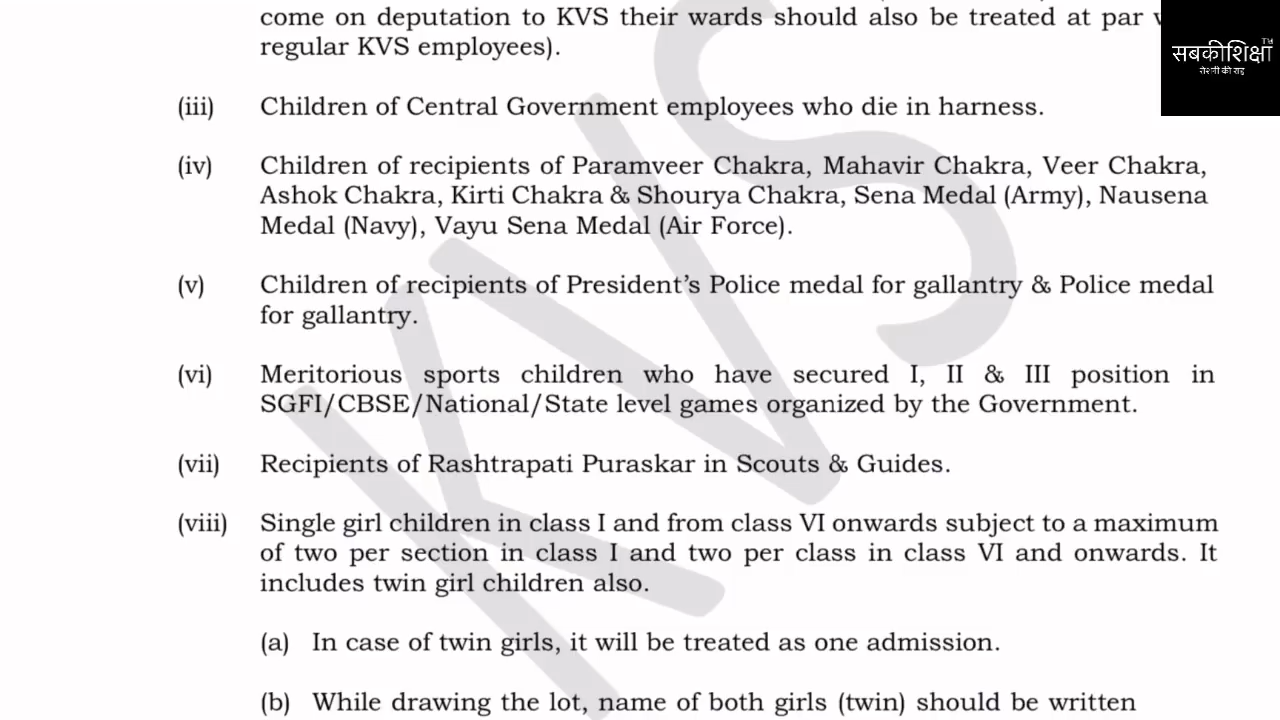 come on deputation to KVS their wards should also be treated at par
regular KVS employees).
सबकीशिक्षा TM
रोशनी की राह
(iii) Children of Central Government employees who die in harness.
(iv) Children of recipients of Paramveer Chakra, Mahavir Chakra, Veer Chakra,
Ashok Chakra, Kirti Chakra & Shourya Chakra, Sena Medal (Army), Nausena
Medal (Navy), Vayu Sena Medal (Air Force).
(v) Children of recipients of President’s Police medal for gallantry & Police medal
for gallantry.
(vi) Meritorious sports children who have secured I, II & III position in
SGFI/CBSE/National/State level games organized by the Government.
(vii) Recipients of Rashtrapati Puraskar in Scouts & Guides.
(viii) Single girl children in class I and from class VI onwards subject to a maximum
of two per section in class I and two per class in class VI and onwards. It
includes twin girl children also.
(a) In case of twin girls, it will be treated as one admission.
(b) While drawing the lot, name of both girls (twin) should be written
KVS